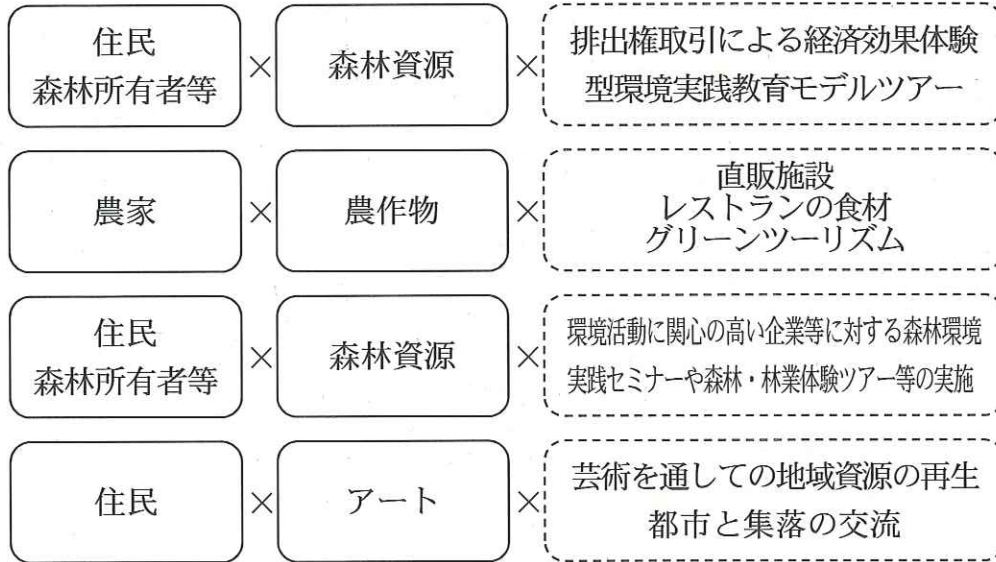 住民
森林所有者等
×
森林資源
×
排出権取引による経済効果体験
型環境実践教育モデルツアー
農家
×
農作物
×
直販施設
レストランの食材
グリーンツーリズム
住民
森林所有者等
×
森林資源
×
環境活動に関心の高い企業等に対する森林環境
実践セミナーや森林・林業体験ツアー等の実施
住民
×
アート
×
芸術を通しての地域資源の再生
都市と集落の交流